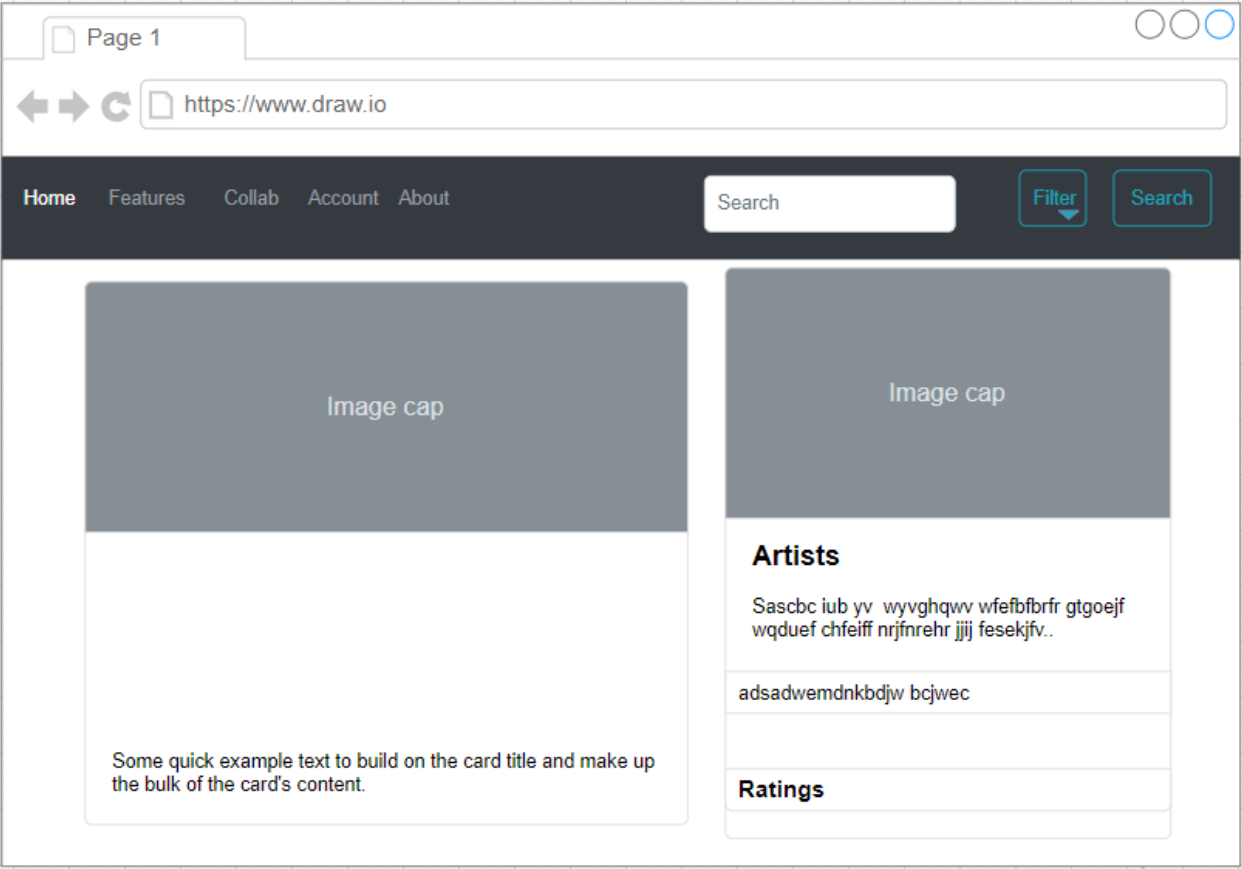 Page 1
https://www.draw.io
Home Features Collab Account About Search Filter Search
Image cap
Some quick example text to build on the card title and make up
the bulk of the card's content.
Image cap
Artists
Sascbc iub yv  wyvghqwv wfefbfbrfr gtgoejf
wqduef chfeiff nrjfnrehr jjij fesekjfv..
adsadwemdnkbdjw bcjwec
Ratings